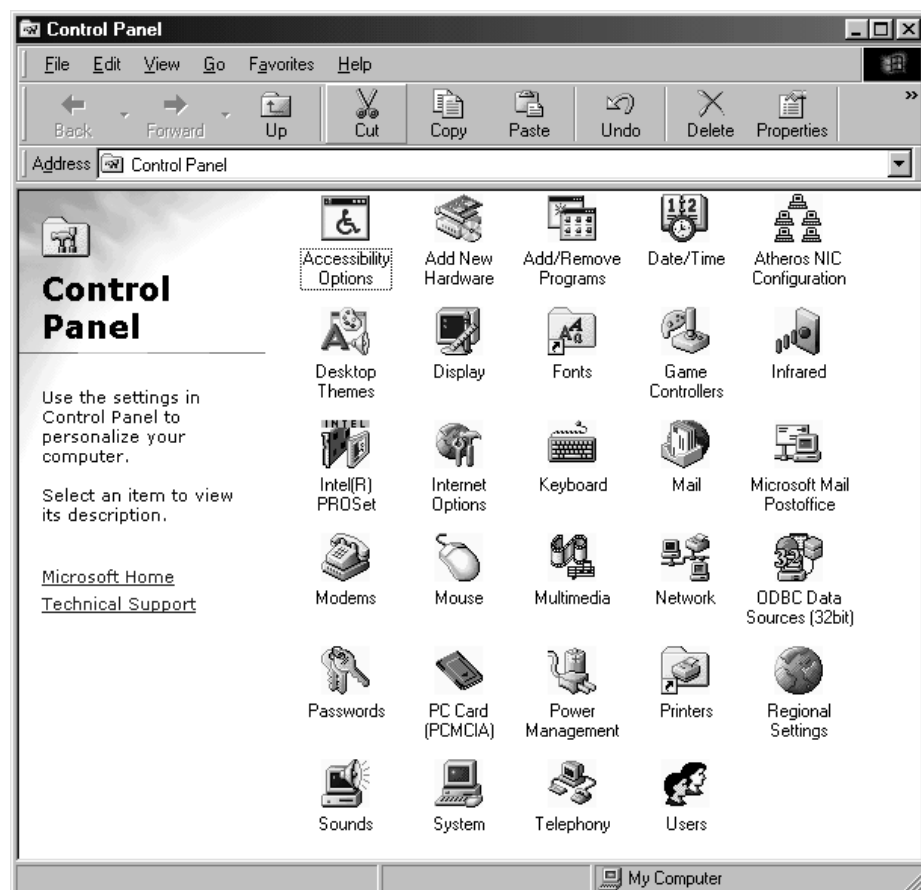 Control Panel
File Edit View Go Favorites Help
Back Forward Up Cut Copy Paste Undo Delete Properties »
Address Control Panel
Control
Panel
Use the settings in
Control Panel to
personalize your
computer.
Select an item to view
its description.
Microsoft Home
Technical Support
Accessibility
Options
Add New
Hardware
Add/Remove
Programs
Date/Time
Atheros NIC
Configuration
Desktop
Themes
Display
Fonts
Game
Controllers
Infrared
INTEL
Intel(R)
PROSet
Internet
Options
Keyboard
Mail
Microsoft Mail
Postoffice
Modems
Mouse
Multimedia
Network
32
ODBC Data
Sources (32bit)
Passwords
PC Card
(PCMCIA)
Power
Management
Printers
Regional
Settings
Sounds
System
Telephony
Users
My Computer